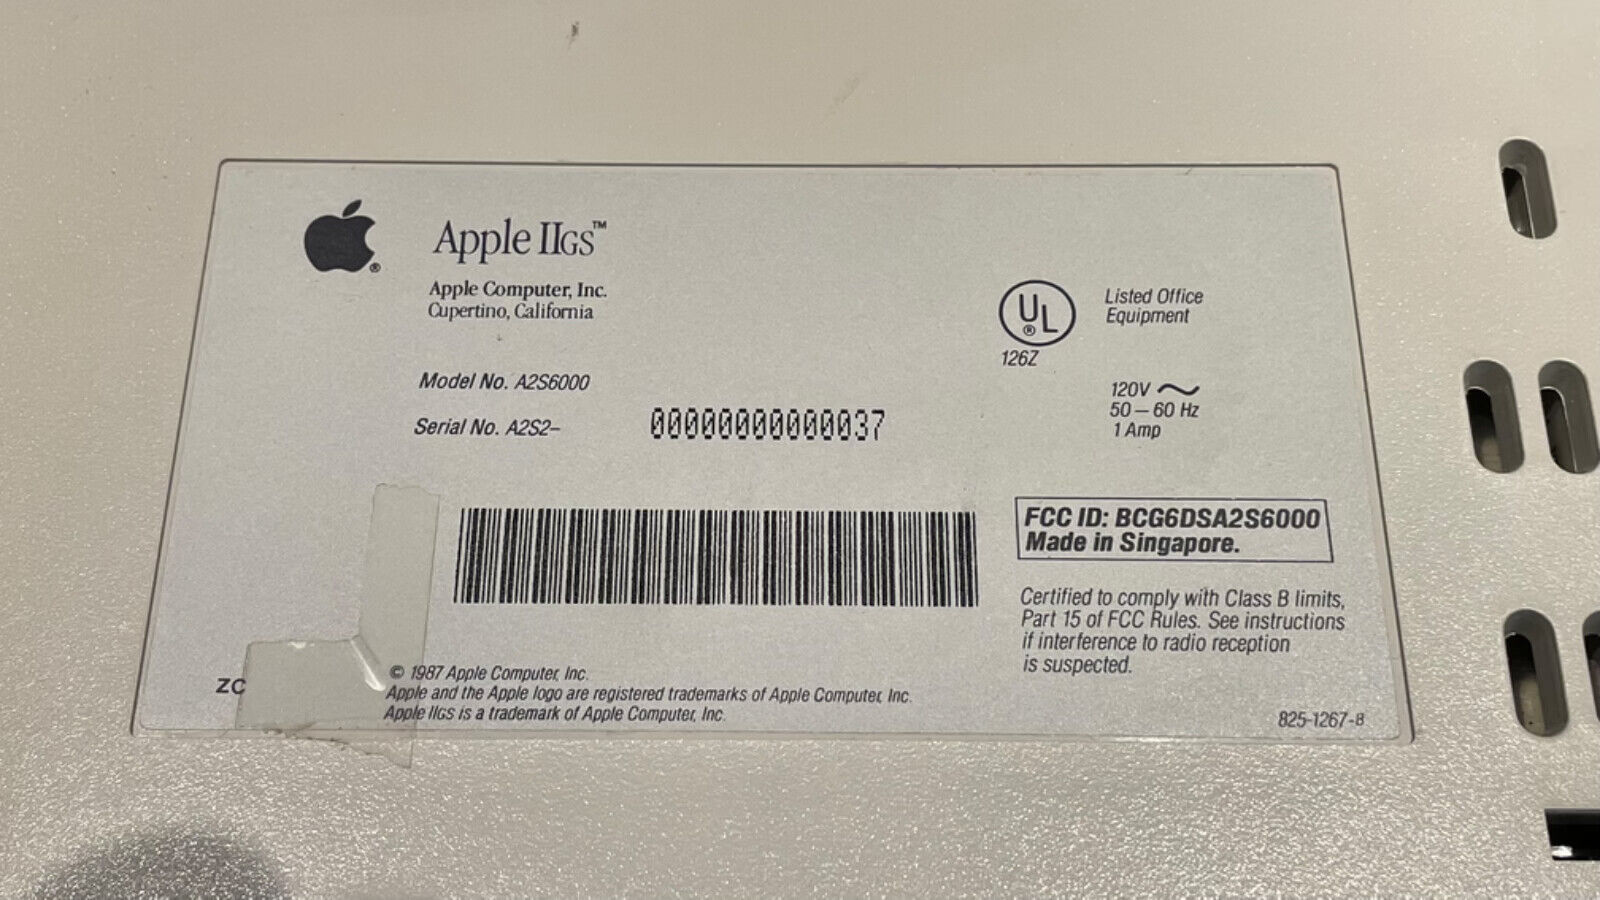 Apple IIGS™
Apple Computer, Inc.
Cupertino, California
Model No. A2S6000
Serial No. A2S2- 00000000000037
UL®
126Z
Listed Office
Equipment
120V ~
50 – 60 Hz
1 Amp
FCC ID: BCG6DSA2S6000
Made in Singapore.
Certified to comply with Class B limits,
Part 15 of FCC Rules. See instructions
if interference to radio reception
is suspected.
ZC
© 1987 Apple Computer, Inc.
Apple and the Apple logo are registered trademarks of Apple Computer, Inc.
Apple IIGS is a trademark of Apple Computer, Inc.
825-1267-B